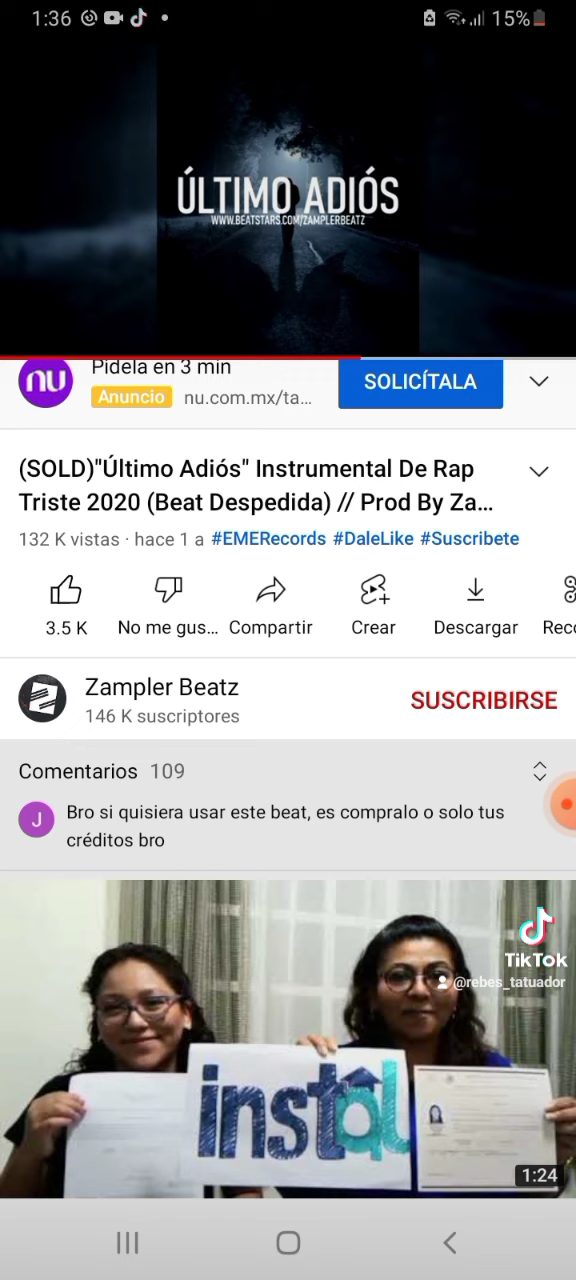 1:36
15%
ÚLTIMO ADIÓS
WWW.BEATSTARS.COM/ZAMPLERBEATZ
nu
Pídela en 3 min
Anuncio nu.com.mx/ta...
SOLICÍTALA
(SOLD)"Último Adiós" Instrumental De Rap
Triste 2020 (Beat Despedida) // Prod By Za...
132 K vistas · hace 1 a #EMERecords #DaleLike #Suscribete
3.5 K No me gus... Compartir Crear Descargar Reco
Zampler Beatz
146 K suscriptores
SUSCRIBIRSE
Comentarios 109
J
Bro si quisiera usar este beat, es compralo o solo tus
créditos bro
TikTok
@rebes_tatuador
instal
1:24